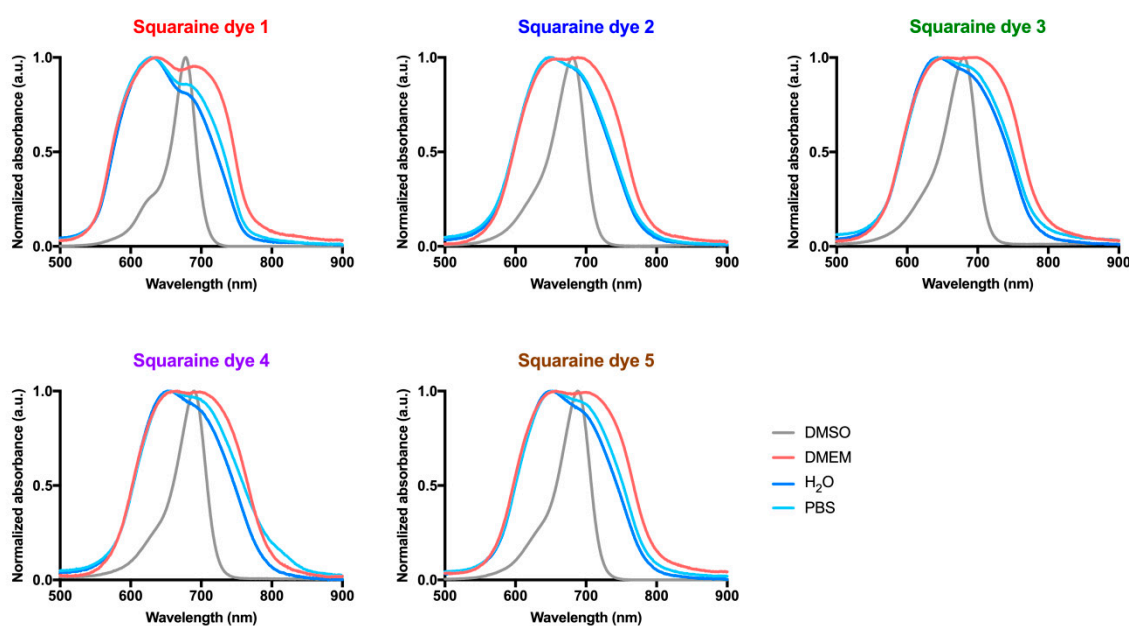 Squaraine dye 1
Squaraine dye 2
Squaraine dye 3
Normalized absorbance (a.u.)
1.0
0.5
0.0
500 600 700 800 900
Wavelength (nm)
Normalized absorbance (a.u.)
1.0
0.5
0.0
500 600 700 800 900
Wavelength (nm)
Normalized absorbance (a.u.)
1.0
0.5
0.0
500 600 700 800 900
Wavelength (nm)
Squaraine dye 4
Squaraine dye 5
Normalized absorbance (a.u.)
1.0
0.5
0.0
500 600 700 800 900
Wavelength (nm)
Normalized absorbance (a.u.)
1.0
0.5
0.0
500 600 700 800 900
Wavelength (nm)
DMSO
DMEM
H₂O
PBS